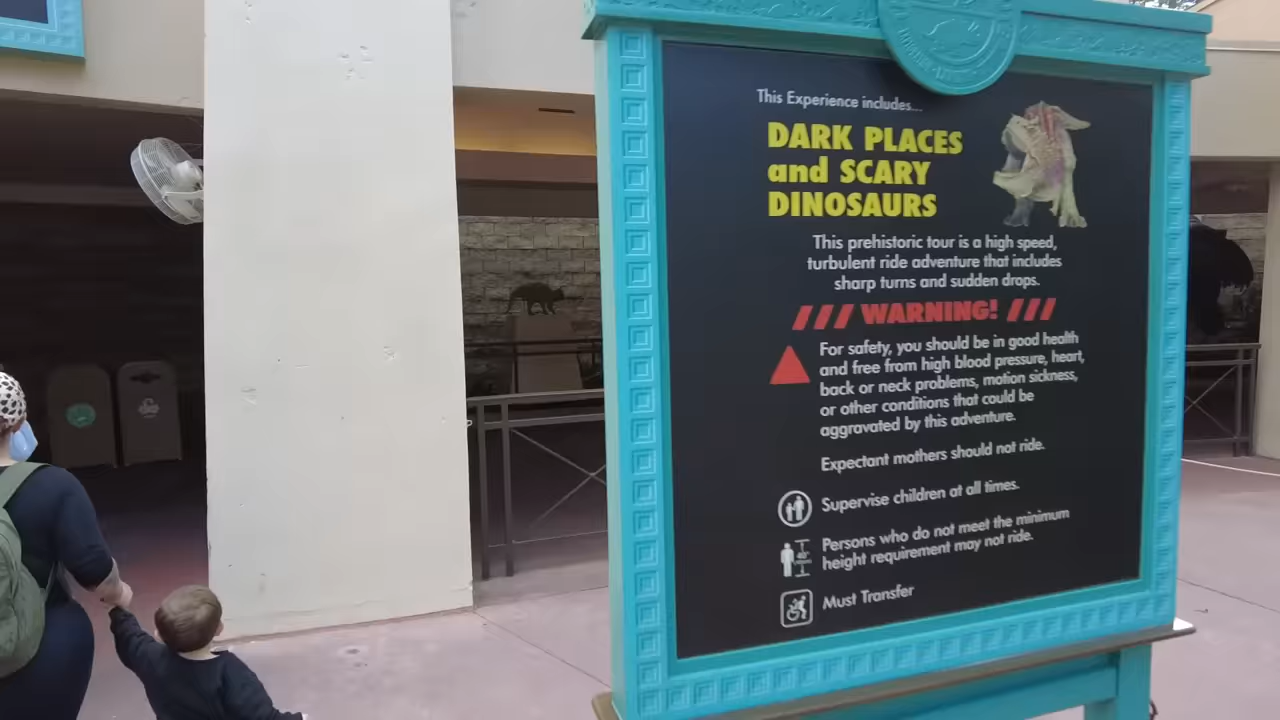 This Experience includes...
DARK PLACES
and SCARY
DINOSAURS
This prehistoric tour is a high speed,
turbulent ride adventure that includes
sharp turns and sudden drops.
WARNING!
For safety, you should be in good health
and free from high blood pressure, heart,
back or neck problems, motion sickness,
or other conditions that could be
aggravated by this adventure.
Expectant mothers should not ride.
Supervise children at all times.
40"
Persons who do not meet the minimum
height requirement may not ride.
Must Transfer